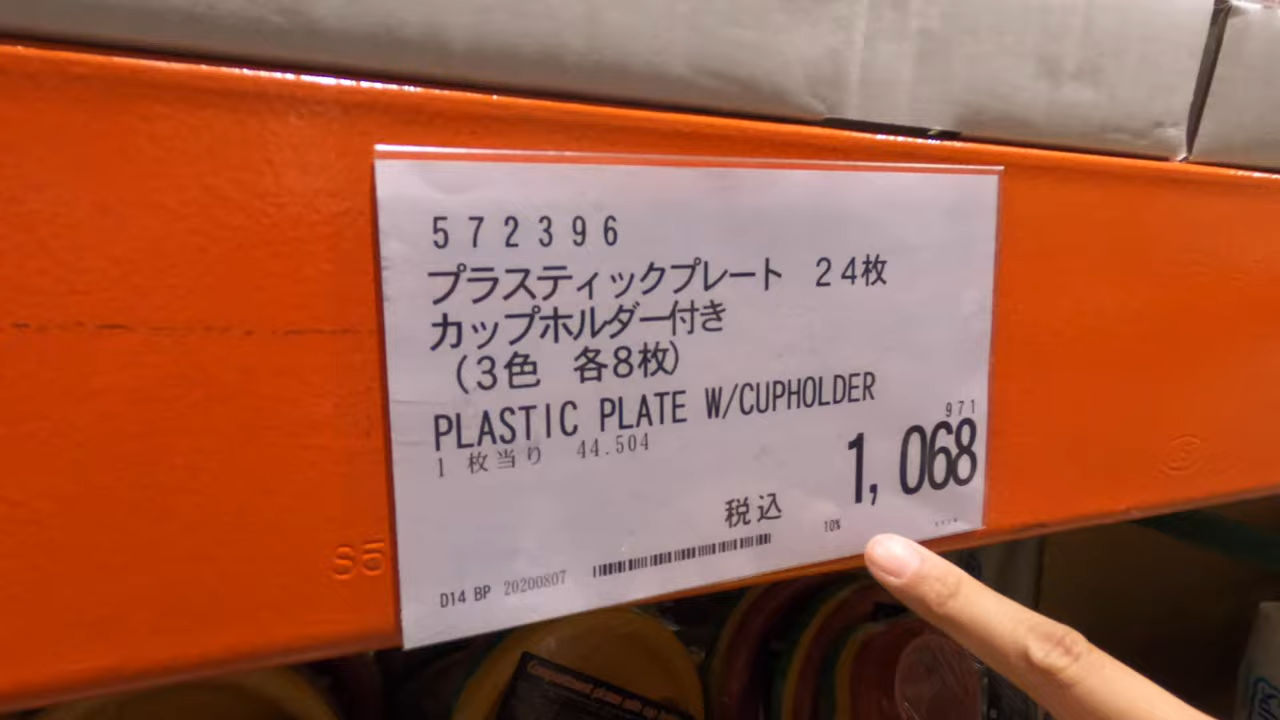 572396
プラスティックプレート 24枚
カップホルダー付き
(3色 各8枚)
PLASTIC PLATE W/CUPHOLDER
971
1枚当り 44.504
1,068
税込
10%
D14 BP 20200807
S5